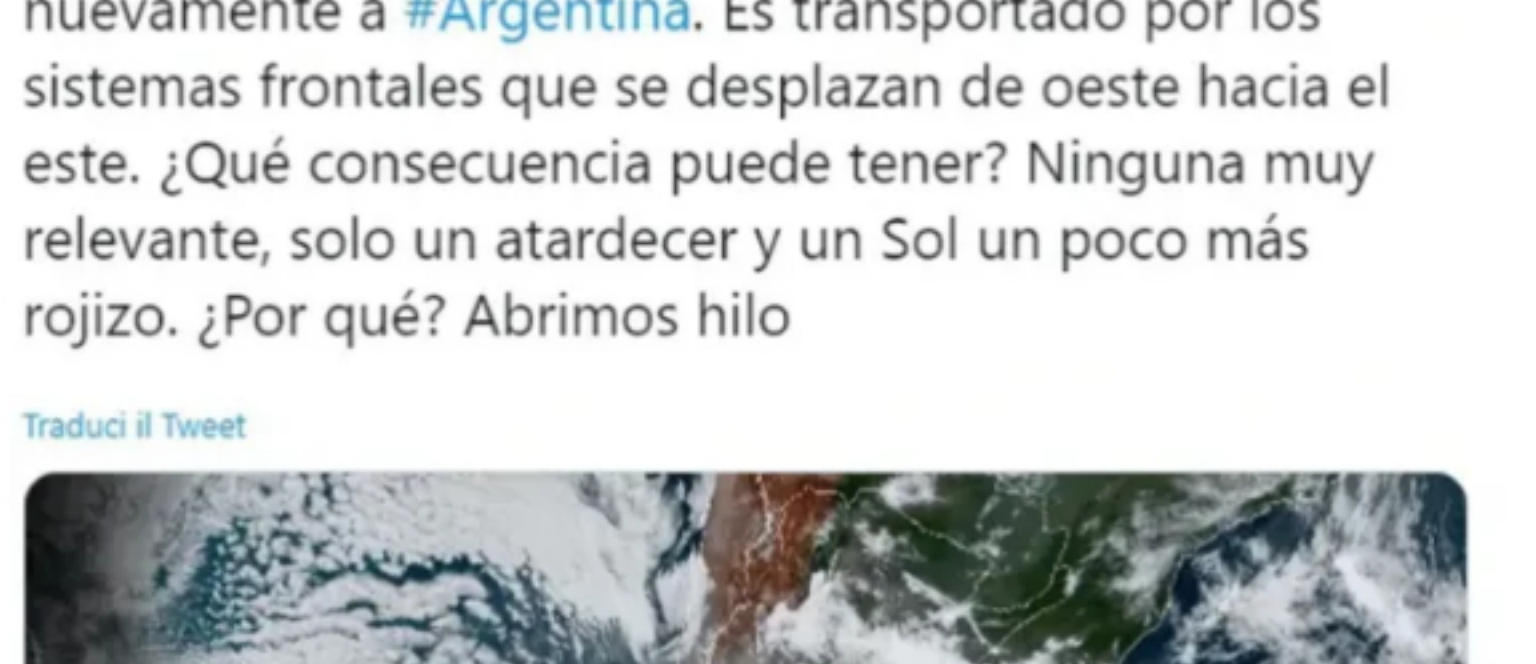 nuevamente a #Argentina. Es transportado por los
sistemas frontales que se desplazan de oeste hacia el
este. ¿Qué consecuencia puede tener? Ninguna muy
relevante, solo un atardecer y un Sol un poco más
rojizo. ¿Por qué? Abrimos hilo
Traduci il Tweet